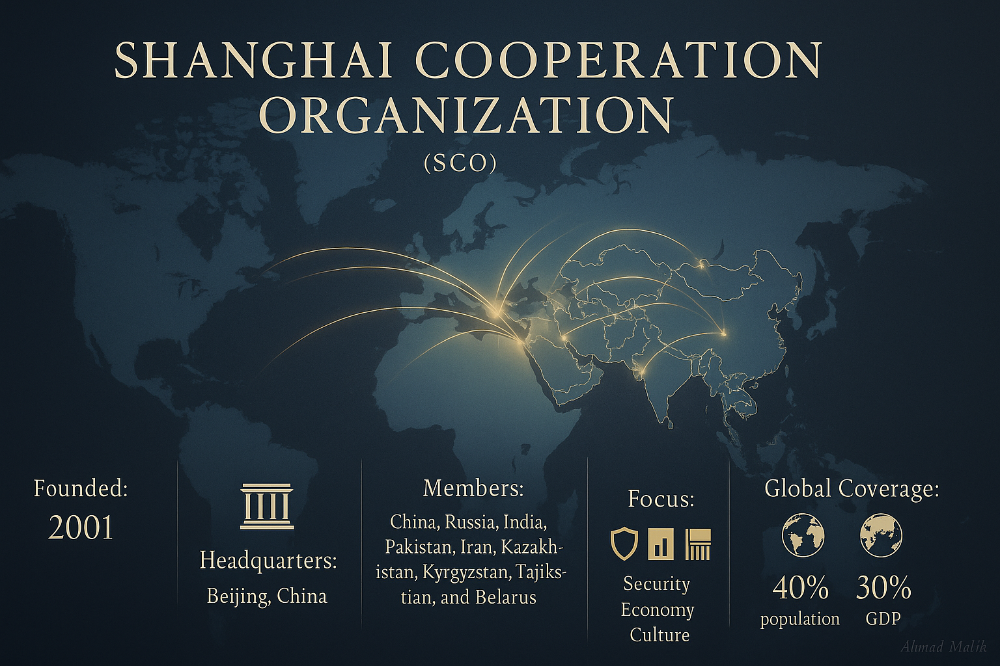 SHANGHAI COOPERATION
ORGANIZATION
(SCO)
Founded:
2001
Headquarters:
Beijing, China
Members:
China, Russia, India,
Pakistan, Iran, Kazakh-
istan, Kyrgyzstan, Tajiks-
tian, and Belarus
Focus:
Security
Economy
Culture
Global Coverage:
40% 30%
population GDP
Ahmad Malik